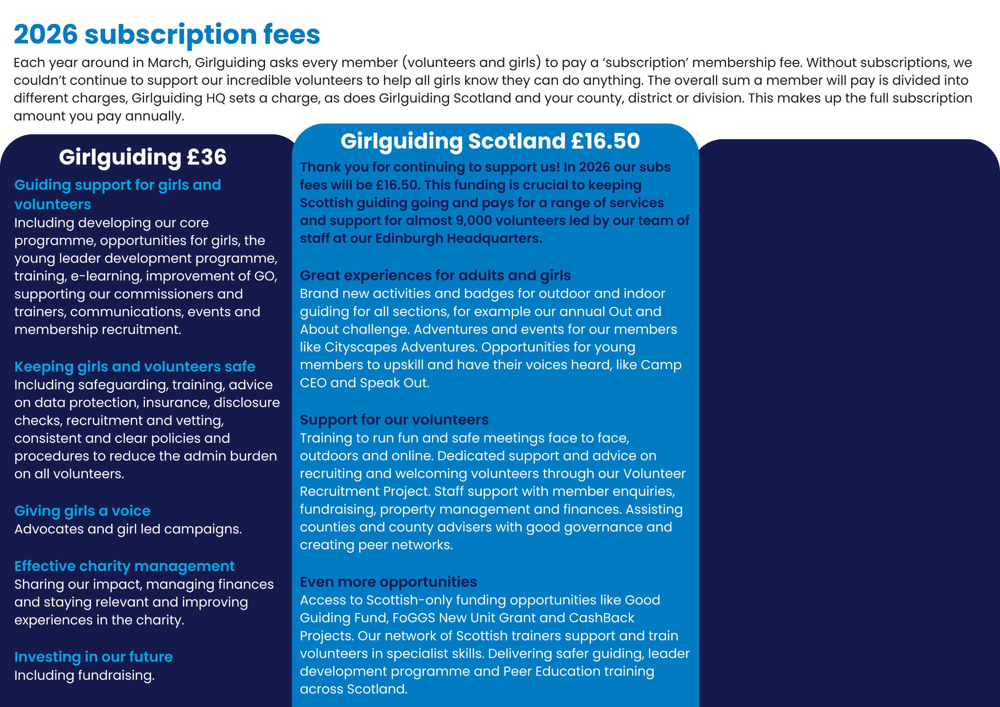 2026 subscription fees
Each year around in March, Girlguiding asks every member (volunteers and girls) to pay a ‘subscription’ membership fee. Without subscriptions, we
couldn’t continue to support our incredible volunteers to help all girls know they can do anything. The overall sum a member will pay is divided into
different charges, Girlguiding HQ sets a charge, as does Girlguiding Scotland and your county, district or division. This makes up the full subscription
amount you pay annually.
Girlguiding £36
Guiding support for girls and
volunteers
Including developing our core
programme, opportunities for girls, the
young leader development programme,
training, e-learning, improvement of GO,
supporting our commissioners and
trainers, communications, events and
membership recruitment.
Keeping girls and volunteers safe
Including safeguarding, training, advice
on data protection, insurance, disclosure
checks, recruitment and vetting,
consistent and clear policies and
procedures to reduce the admin burden
on all volunteers.
Giving girls a voice
Advocates and girl led campaigns.
Effective charity management
Sharing our impact, managing finances
and staying relevant and improving
experiences in the charity.
Investing in our future
Including fundraising.
Girlguiding Scotland £16.50
Thank you for continuing to support us! In 2026 our subs
fees will be £16.50. This funding is crucial to keeping
Scottish guiding going and pays for a range of services
and support for almost 9,000 volunteers led by our team of
staff at our Edinburgh Headquarters.
Great experiences for adults and girls
Brand new activities and badges for outdoor and indoor
guiding for all sections, for example our annual Out and
About challenge. Adventures and events for our members
like Cityscapes Adventures. Opportunities for young
members to upskill and have their voices heard, like Camp
CEO and Speak Out.
Support for our volunteers
Training to run fun and safe meetings face to face,
outdoors and online. Dedicated support and advice on
recruiting and welcoming volunteers through our Volunteer
Recruitment Project. Staff support with member enquiries,
fundraising, property management and finances. Assisting
counties and county advisers with good governance and
creating peer networks.
Even more opportunities
Access to Scottish-only funding opportunities like Good
Guiding Fund, FoGGS New Unit Grant and CashBack
Projects. Our network of Scottish trainers support and train
volunteers in specialist skills. Delivering safer guiding, leader
development programme and Peer Education training
across Scotland.